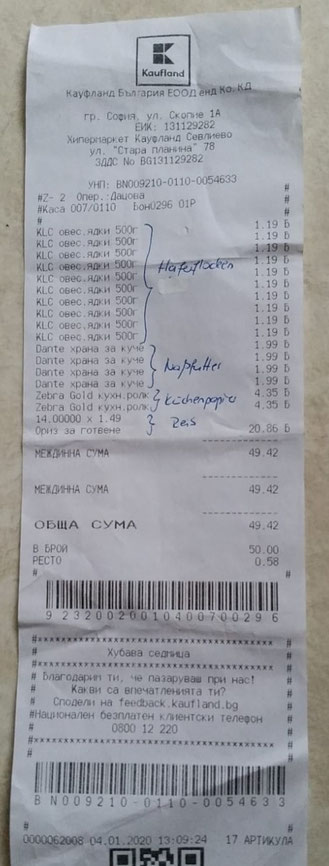 K
Kaufland
Кауфланд България ЕООД енд Ко. КД
гр. София, ул. Скопие 1А
ЕИК: 131129282
Хипермаркет Кауфланд Севлиево
ул. "Стара планина" 78
ЗДДС No BG131129282
УНП: BN009210-0110-0054633
#
#Z- 2 Опер.:Дацова #
#Каса 007/0110 Бон0296 01P #
KLC овес.ядки 500г 1.19 Б
KLC овес.ядки 500г 1.19 Б
KLC овес.ядки 500г 1.19 Б
KLC овес.ядки 500г Haferflocken 1.19 Б
KLC овес.ядки 500г 1.19 Б
KLC овес.ядки 500г 1.19 Б
KLC овес.ядки 500г 1.19 Б
KLC овес.ядки 500г 1.19 Б
KLC овес.ядки 500г 1.19 Б
KLC овес.ядки 500г 1.19 Б
Dante храна за куче 1.99 Б
Dante храна за куче Naßfutter 1.99 Б
Dante храна за куче 1.99 Б
Dante храна за куче 1.99 Б
Zebra Gold кухн.ролк Küchenpapier 4.35 Б
Zebra Gold кухн.ролк 4.35 Б
14.00000 x 1.49
Ориз за готвене Reis 20.86 Б
МЕЖДИННА СУМА 49.42
МЕЖДИННА СУМА 49.42
ОБЩА СУМА 49.42
В БРОЙ 50.00
РЕСТО 0.58
# #
92320020010400700296
#xxxxxxxxxxxxxxxxxxxxxxxxxxxxxxxxxx#
# Хубава седмица #
#xxxxxxxxxxxxxxxxxxxxxxxxxxxxxxxxxx#
# Благодарим ти, че пазаруваш при нас! #
# Какви са впечатленията ти? #
# Сподели на feedback.kaufland.bg #
#Национален безплатен клиентски телефон #
# 0800 12 220 #
#xxxxxxxxxxxxxxxxxxxxxxxxxxxxxxxxxx#
# #
BN009210-0110-0054633
# #
0000062008 04.01.2020 13:09:24 17 АРТИКУЛА